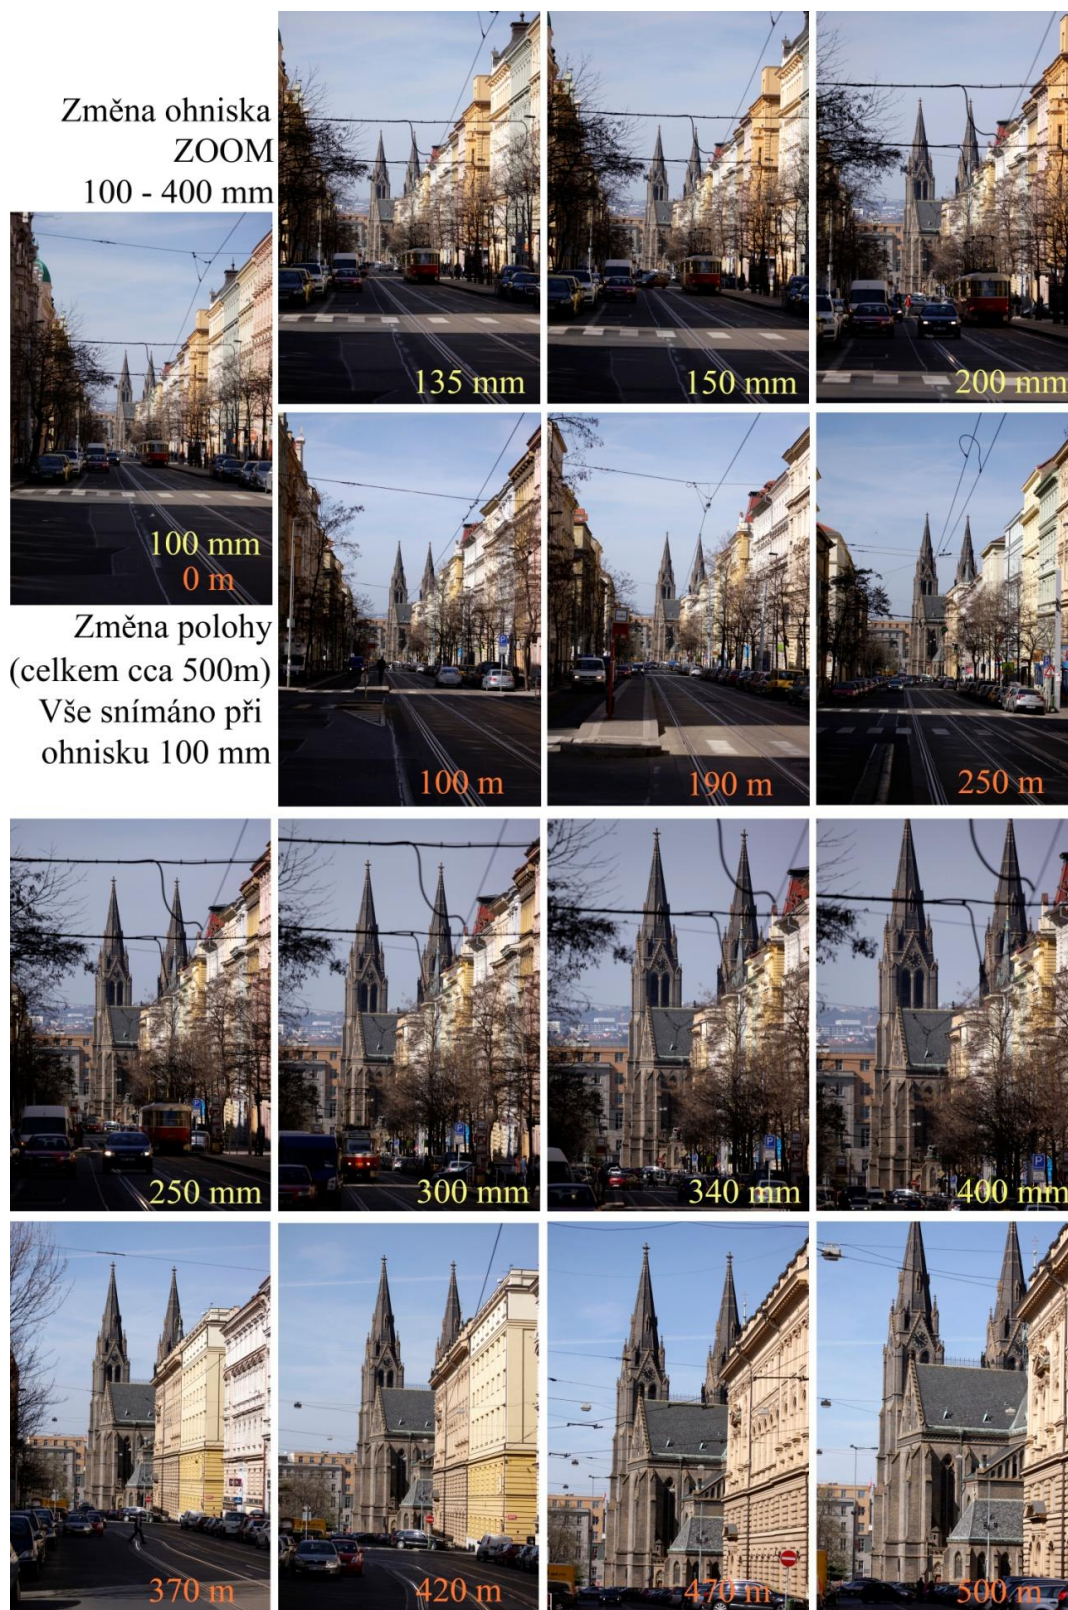 Změna ohniska
ZOOM
100 - 400 mm
135 mm
150 mm
200 mm
100 mm
0 m
Změna polohy
(celkem cca 500m)
Vše snímáno při
ohnisku 100 mm
100 m
190 m
250 m
250 mm
300 mm
340 mm
400 mm
370 m
420 m
470 m
500 m